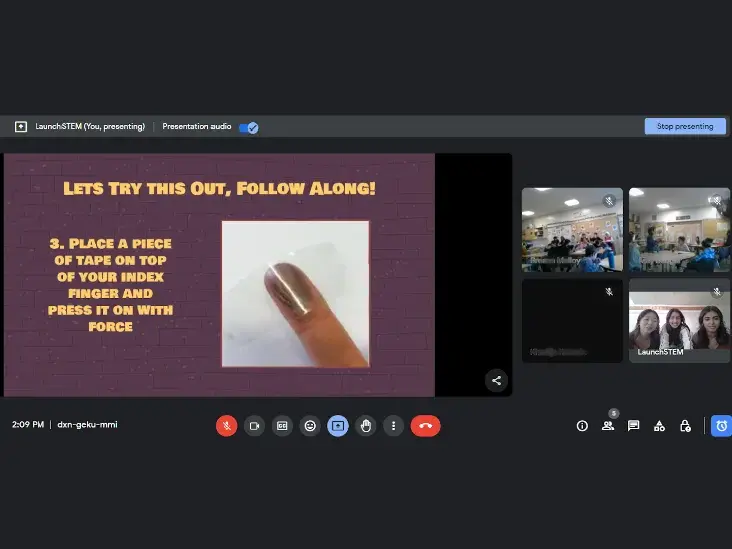 LaunchSTEM (You, presenting) | Presentation audio
Stop presenting
LETS TRY THIS OUT, FOLLOW ALONG!
3. PLACE A PIECE
OF TAPE ON TOP
OF YOUR INDEX
FINGER AND
PRESS IT ON WITH
FORCE
LaunchSTEM
2:09 PM | dxn-geku-mmi
CC
5